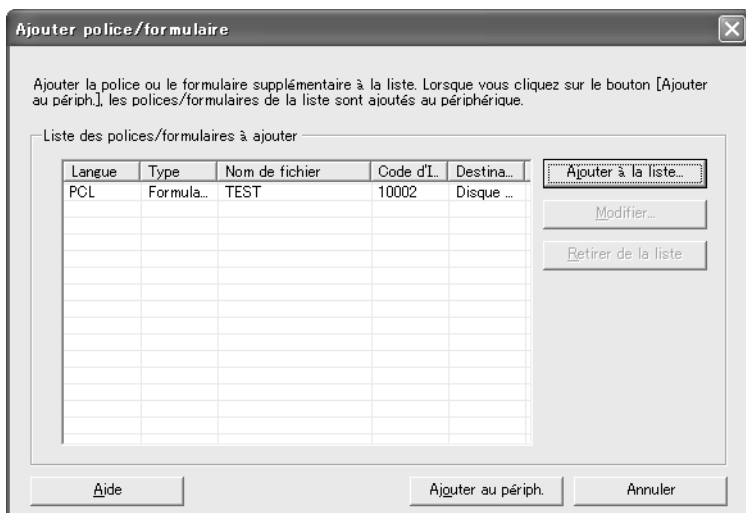 Ajouter police/formulaire
Ajouter la police ou le formulaire supplémentaire à la liste. Lorsque vous cliquez sur le bouton [Ajouter
au périph.], les polices/formulaires de la liste sont ajoutés au périphérique.
Liste des polices/formulaires à ajouter
Langue Type Nom de fichier Code d'I... Destina...
PCL Formula... TEST 10002 Disque ...
Ajouter à la liste...
Modifier...
Retirer de la liste
Aide Ajouter au périph. Annuler